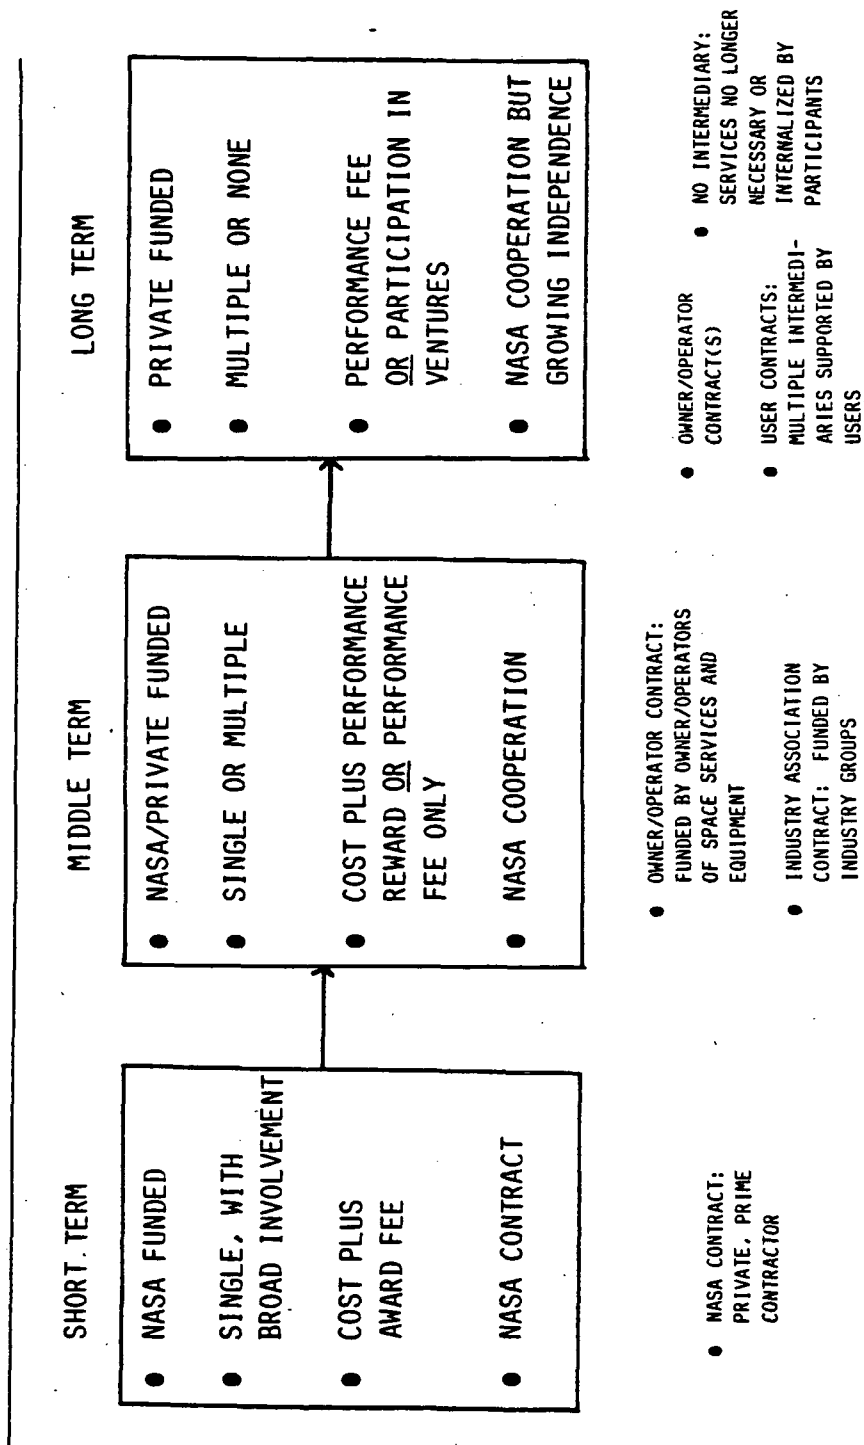 SHORT TERM
● NASA FUNDED
● SINGLE, WITH
BROAD INVOLVEMENT
● COST PLUS
AWARD FEE
● NASA CONTRACT
● NASA CONTRACT:
PRIVATE, PRIME
CONTRACTOR
MIDDLE TERM
● NASA/PRIVATE FUNDED
● SINGLE OR MULTIPLE
● COST PLUS PERFORMANCE
REWARD OR PERFORMANCE
FEE ONLY
● NASA COOPERATION
● OWNER/OPERATOR CONTRACT:
FUNDED BY OWNER/OPERATORS
OF SPACE SERVICES AND
EQUIPMENT
● INDUSTRY ASSOCIATION
CONTRACT: FUNDED BY
INDUSTRY GROUPS
LONG TERM
● PRIVATE FUNDED
● MULTIPLE OR NONE
● PERFORMANCE FEE
OR PARTICIPATION IN
VENTURES
● NASA COOPERATION BUT
GROWING INDEPENDENCE
● OWNER/OPERATOR
CONTRACT(S)
● USER CONTRACTS:
MULTIPLE INTERMEDI-
ARIES SUPPORTED BY
USERS
● NO INTERMEDIARY:
SERVICES NO LONGER
NECESSARY OR
INTERNALIZED BY
PARTICIPANTS